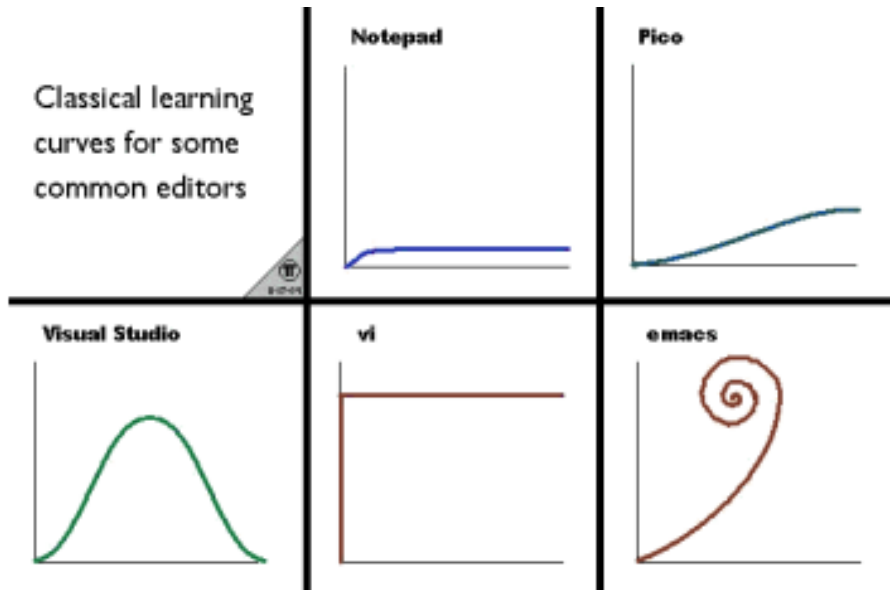 Classical learning
curves for some
common editors
Notepad
Pico
Visual Studio
vi
emacs